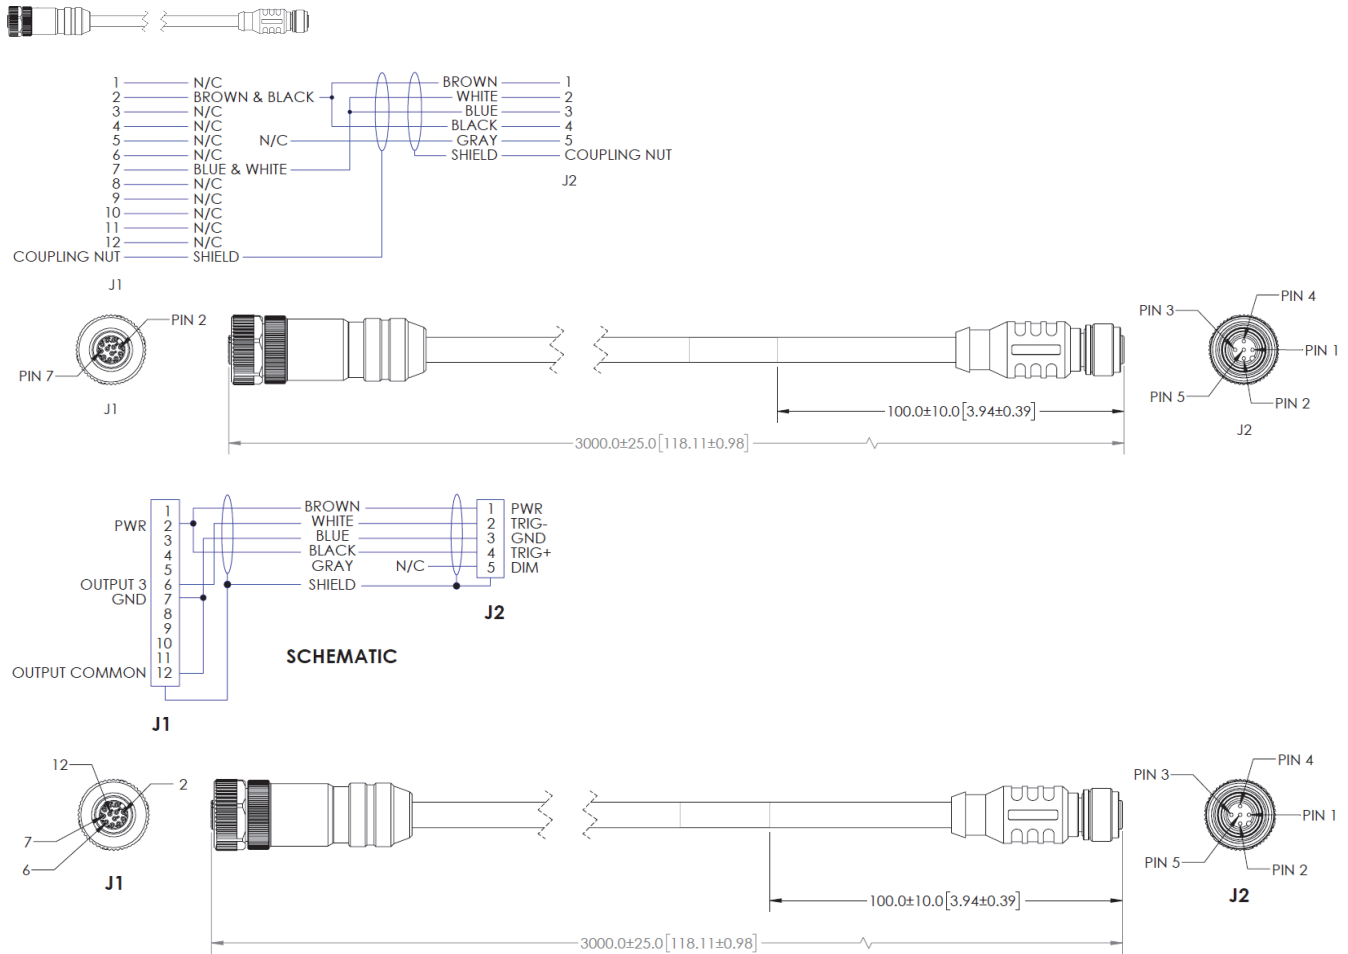 1 N/C BROWN 1
2 BROWN & BLACK WHITE 2
3 N/C BLUE 3
4 N/C BLACK 4
5 N/C N/C GRAY 5
6 N/C SHIELD COUPLING NUT
7 BLUE & WHITE
8 N/C J2
9 N/C
10 N/C
11 N/C
12 N/C
COUPLING NUT SHIELD
J1
PIN 2
PIN 7
J1
PIN 4
PIN 3
PIN 1
PIN 5
PIN 2
J2
100.0±10.0[3.94±0.39]
3000.0±25.0[118.11±0.98]
1 BROWN 1 PWR
PWR 2 WHITE 2 TRIG-
3 BLUE 3 GND
4 BLACK 4 TRIG+
5 GRAY N/C 5 DIM
OUTPUT 3 6 SHIELD
GND 7
8 J2
9
10
11 SCHEMATIC
OUTPUT COMMON 12
J1
12
2
7
6
J1
PIN 4
PIN 3
PIN 1
PIN 5
PIN 2
J2
100.0±10.0[3.94±0.39]
3000.0±25.0[118.11±0.98]